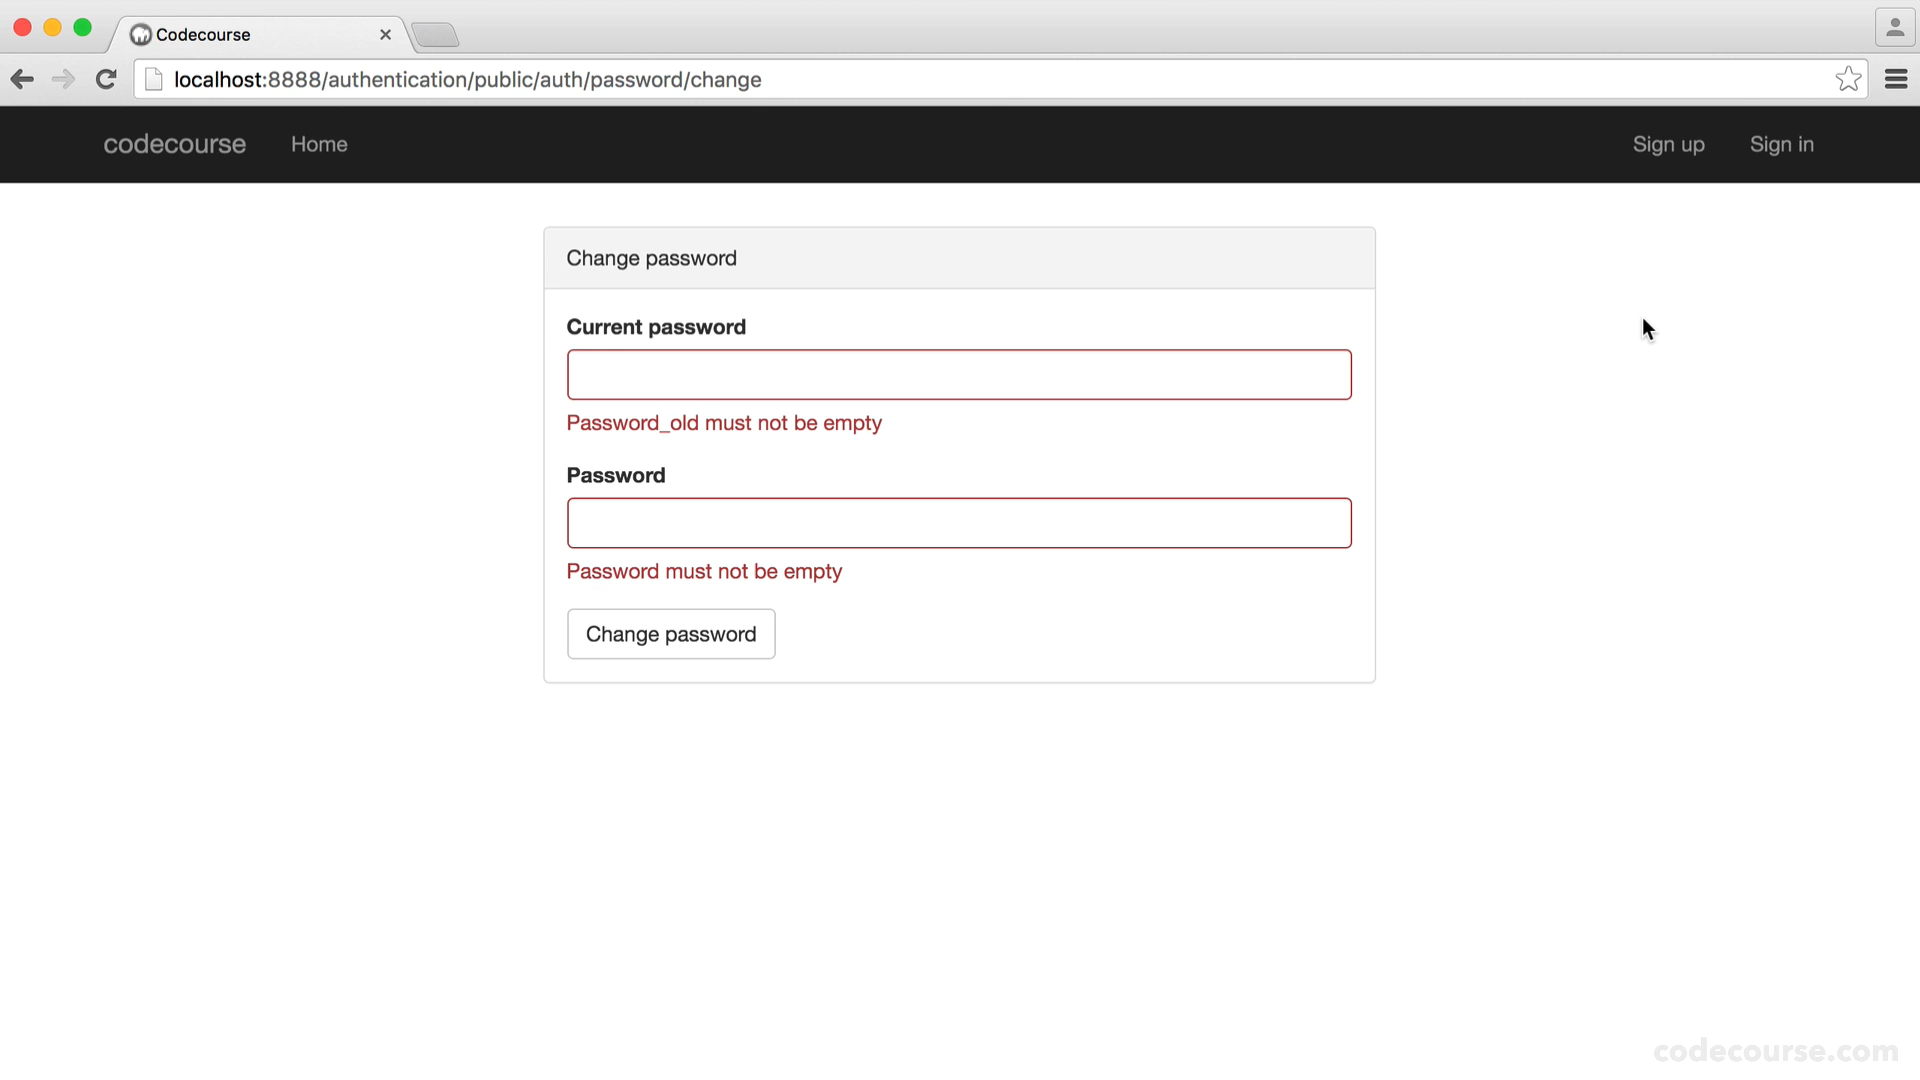 Codecourse
localhost:8888/authentication/public/auth/password/change
codecourse Home Sign up Sign in
Change password
Current password
Password_old must not be empty
Password
Password must not be empty
Change password
codecourse.com